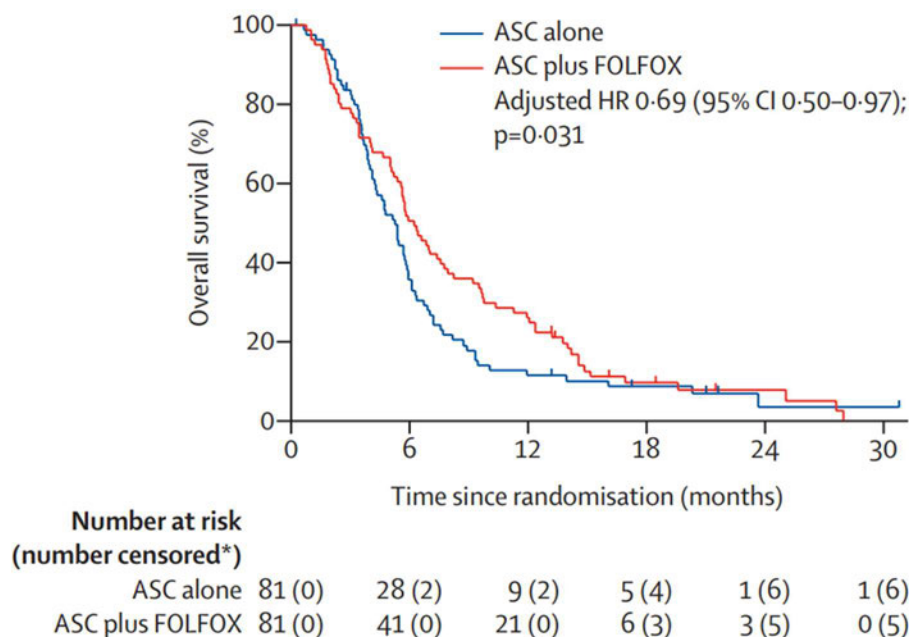 100
80
60
40
20
0
Overall survival (%)
ASC alone
ASC plus FOLFOX
Adjusted HR 0·69 (95% CI 0·50–0·97);
p=0·031
0 6 12 18 24 30
Time since randomisation (months)
Number at risk
(number censored*)
ASC alone 81 (0) 28 (2) 9 (2) 5 (4) 1 (6) 1 (6)
ASC plus FOLFOX 81 (0) 41 (0) 21 (0) 6 (3) 3 (5) 0 (5)